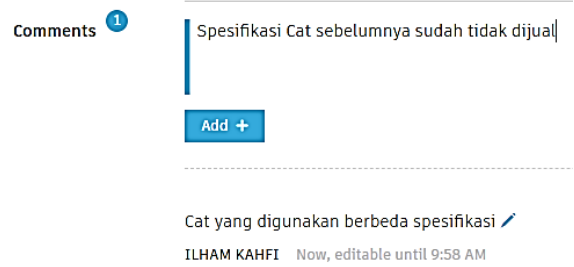 Comments 1
Spesifikasi Cat sebelumnya sudah tidak dijual
Add +
Cat yang digunakan berbeda spesifikasi
ILHAM KAHFI Now, editable until 9:58 AM